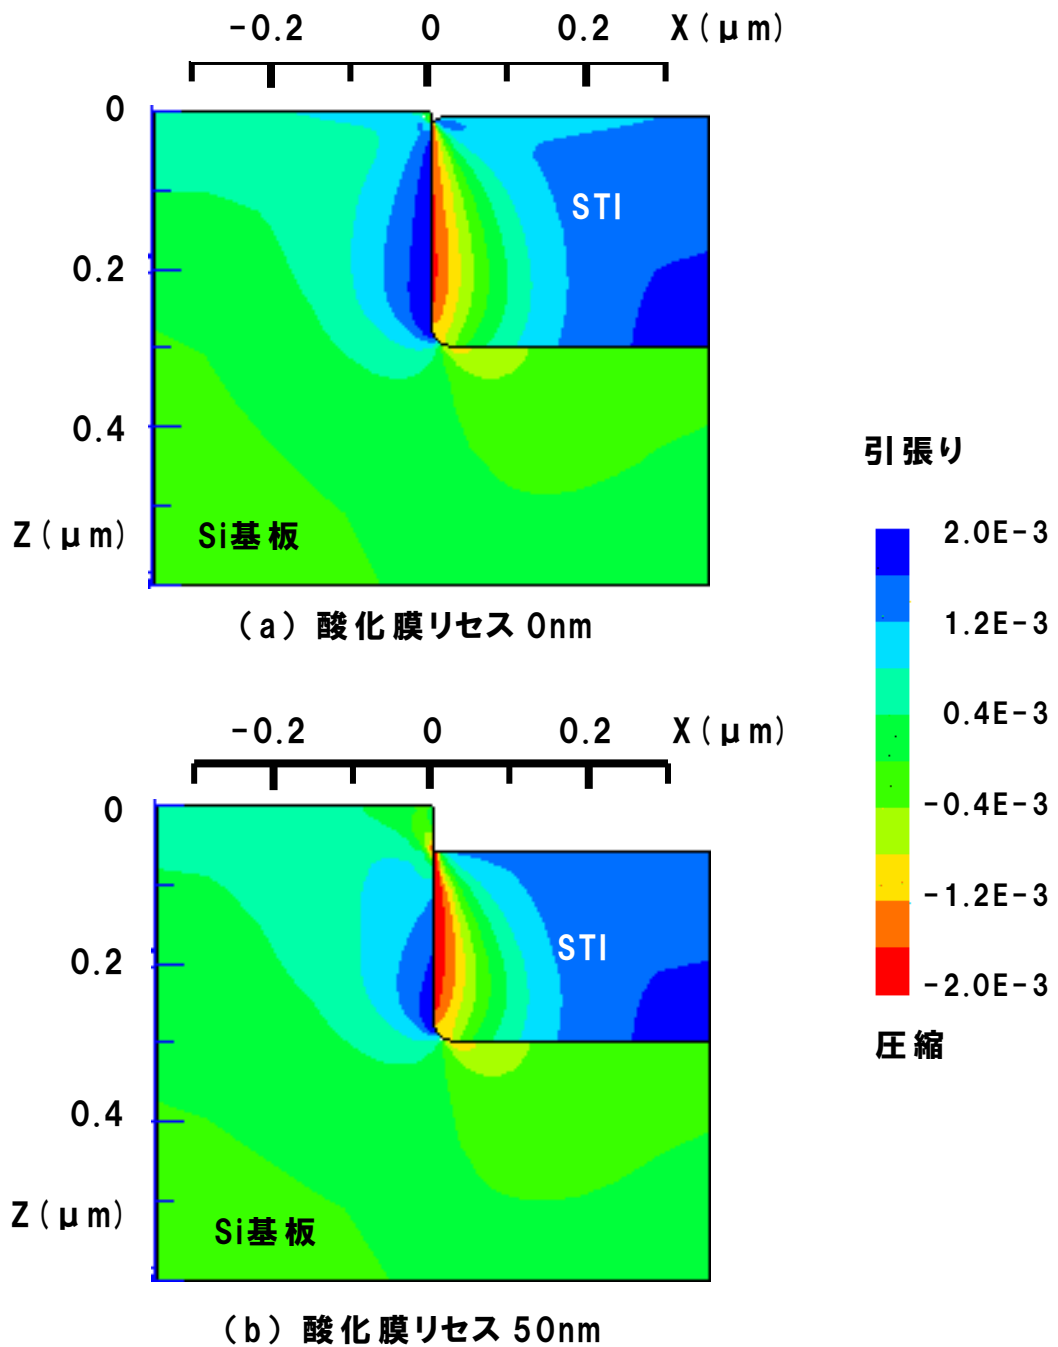 -0.2 0 0.2 X(μm)
0
STI
0.2
0.4
Z(μm)
Si基板
(a) 酸化膜リセス 0nm
引張り
2.0E-3
1.2E-3
0.4E-3
-0.4E-3
-1.2E-3
-2.0E-3
圧縮
-0.2 0 0.2 X(μm)
0
STI
0.2
0.4
Z(μm)
Si基板
(b) 酸化膜リセス 50nm